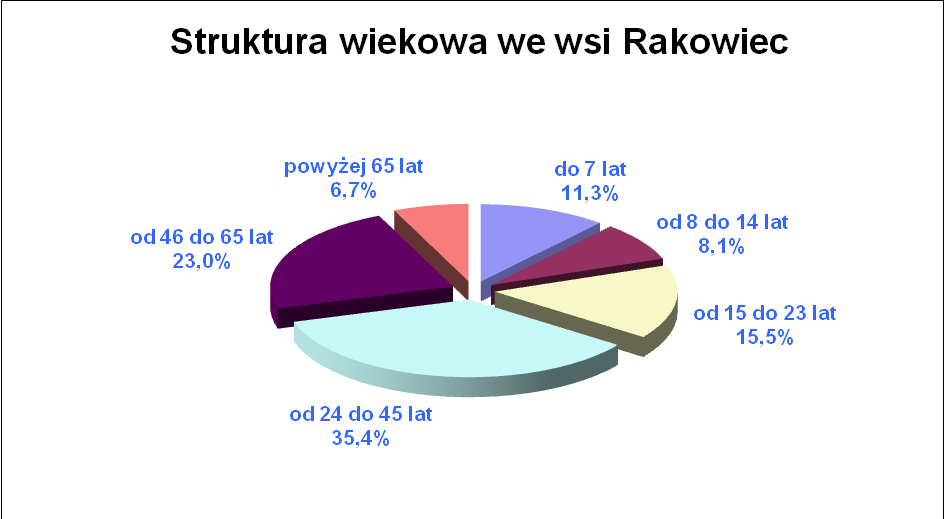 Struktura wiekowa we wsi Rakowiec
powyżej 65 lat
6,7%
do 7 lat
11,3%
od 8 do 14 lat
8,1%
od 46 do 65 lat
23,0%
od 15 do 23 lat
15,5%
od 24 do 45 lat
35,4%